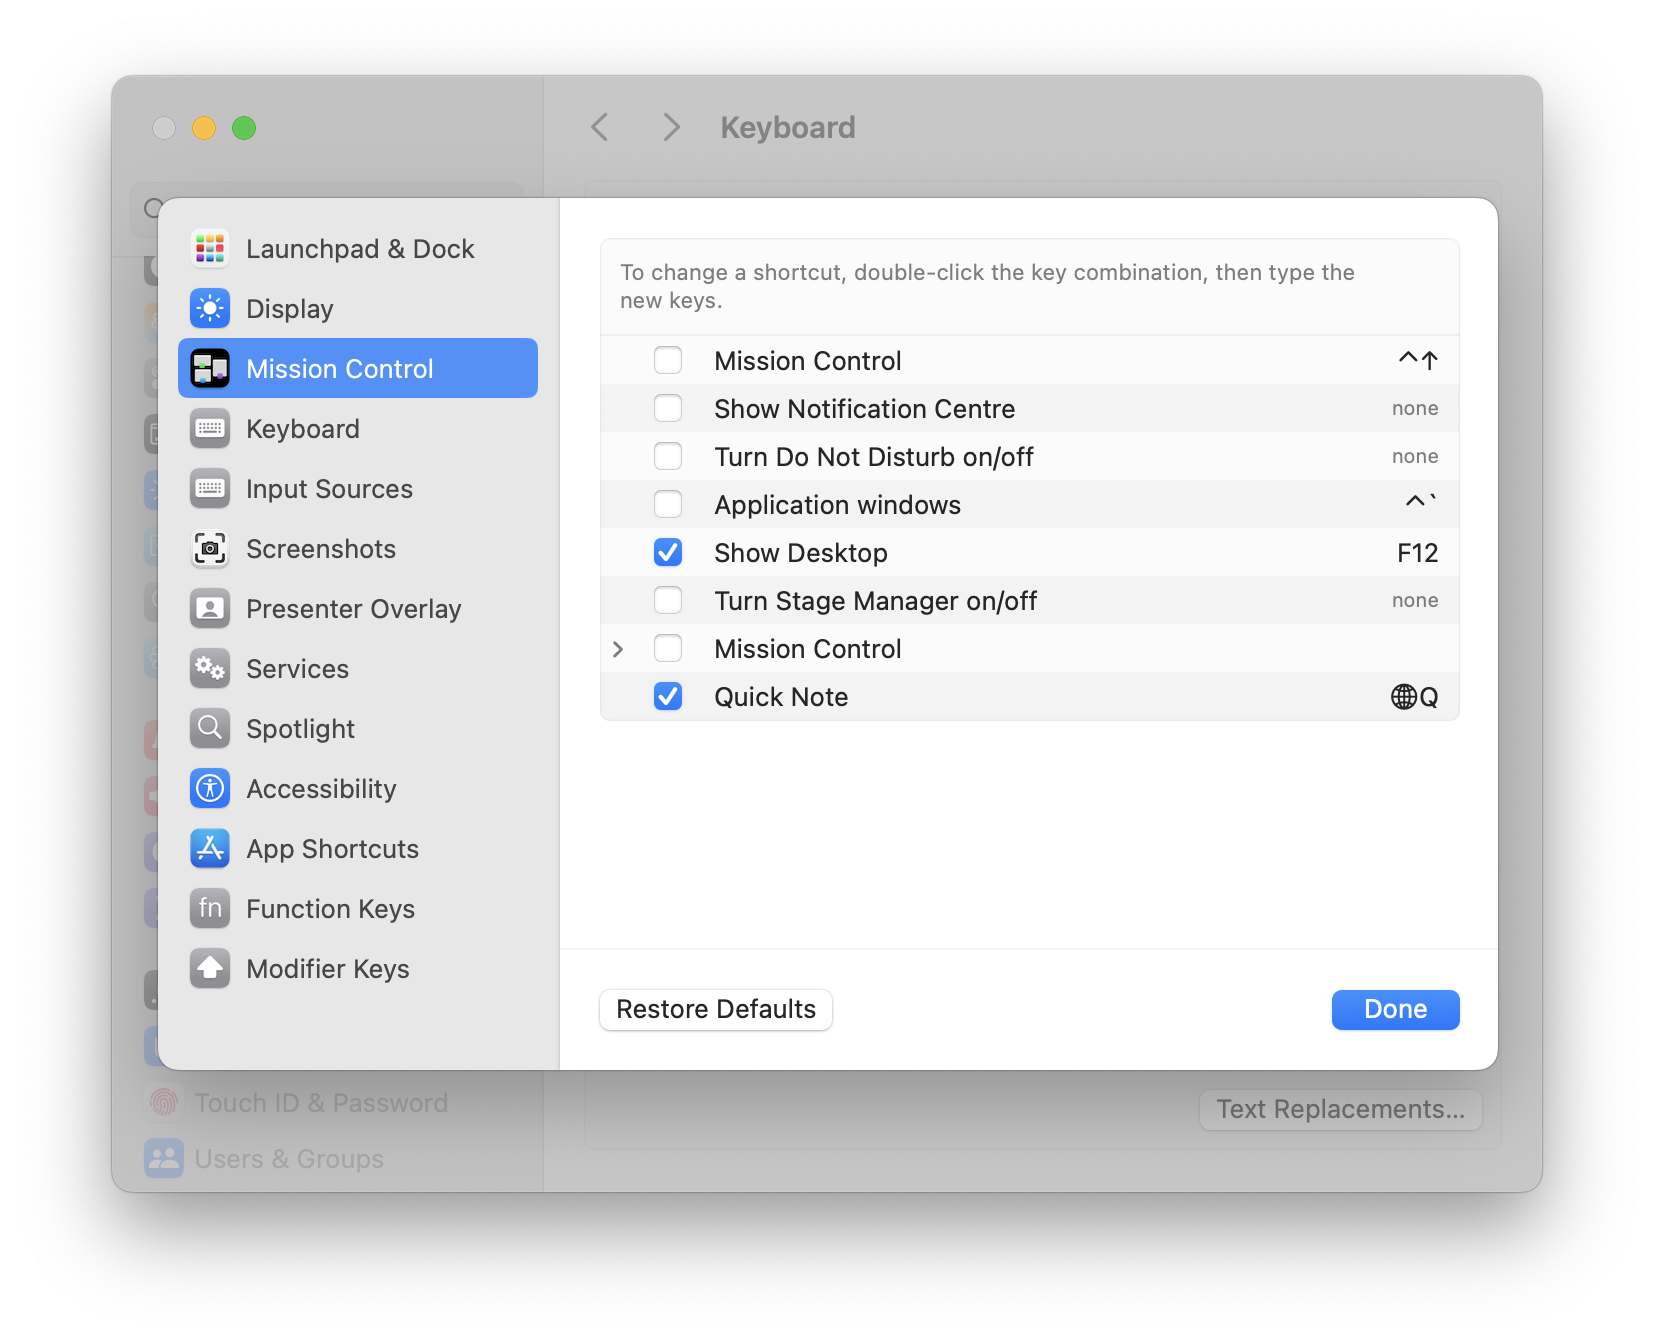 Keyboard
Launchpad & Dock
Display
Mission Control
Keyboard
Input Sources
Screenshots
Presenter Overlay
Services
Spotlight
Accessibility
App Shortcuts
fn Function Keys
Modifier Keys
To change a shortcut, double-click the key combination, then type the
new keys.
Mission Control ^↑
Show Notification Centre none
Turn Do Not Disturb on/off none
Application windows ^`
Show Desktop F12
Turn Stage Manager on/off none
Mission Control
Quick Note 🌐Q
Restore Defaults
Done
Touch ID & Password
Users & Groups
Text Replacements...